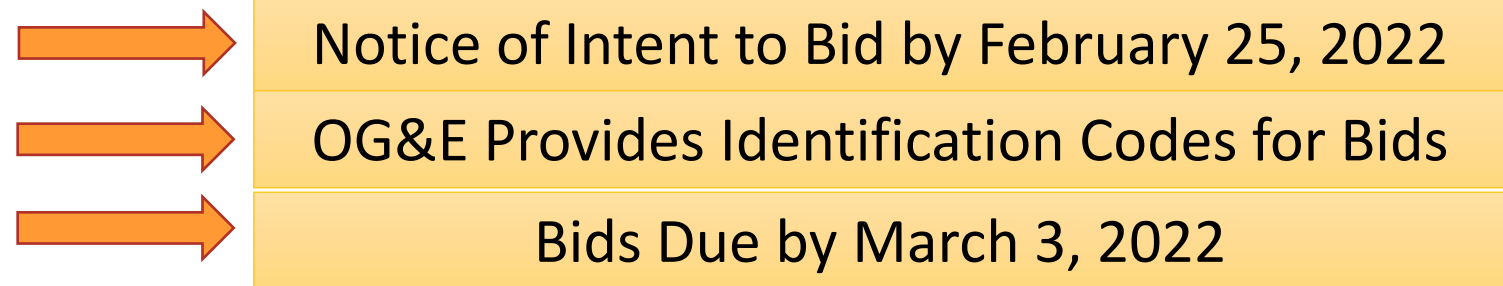 Notice of Intent to Bid by February 25, 2022
OG&E Provides Identification Codes for Bids
Bids Due by March 3, 2022